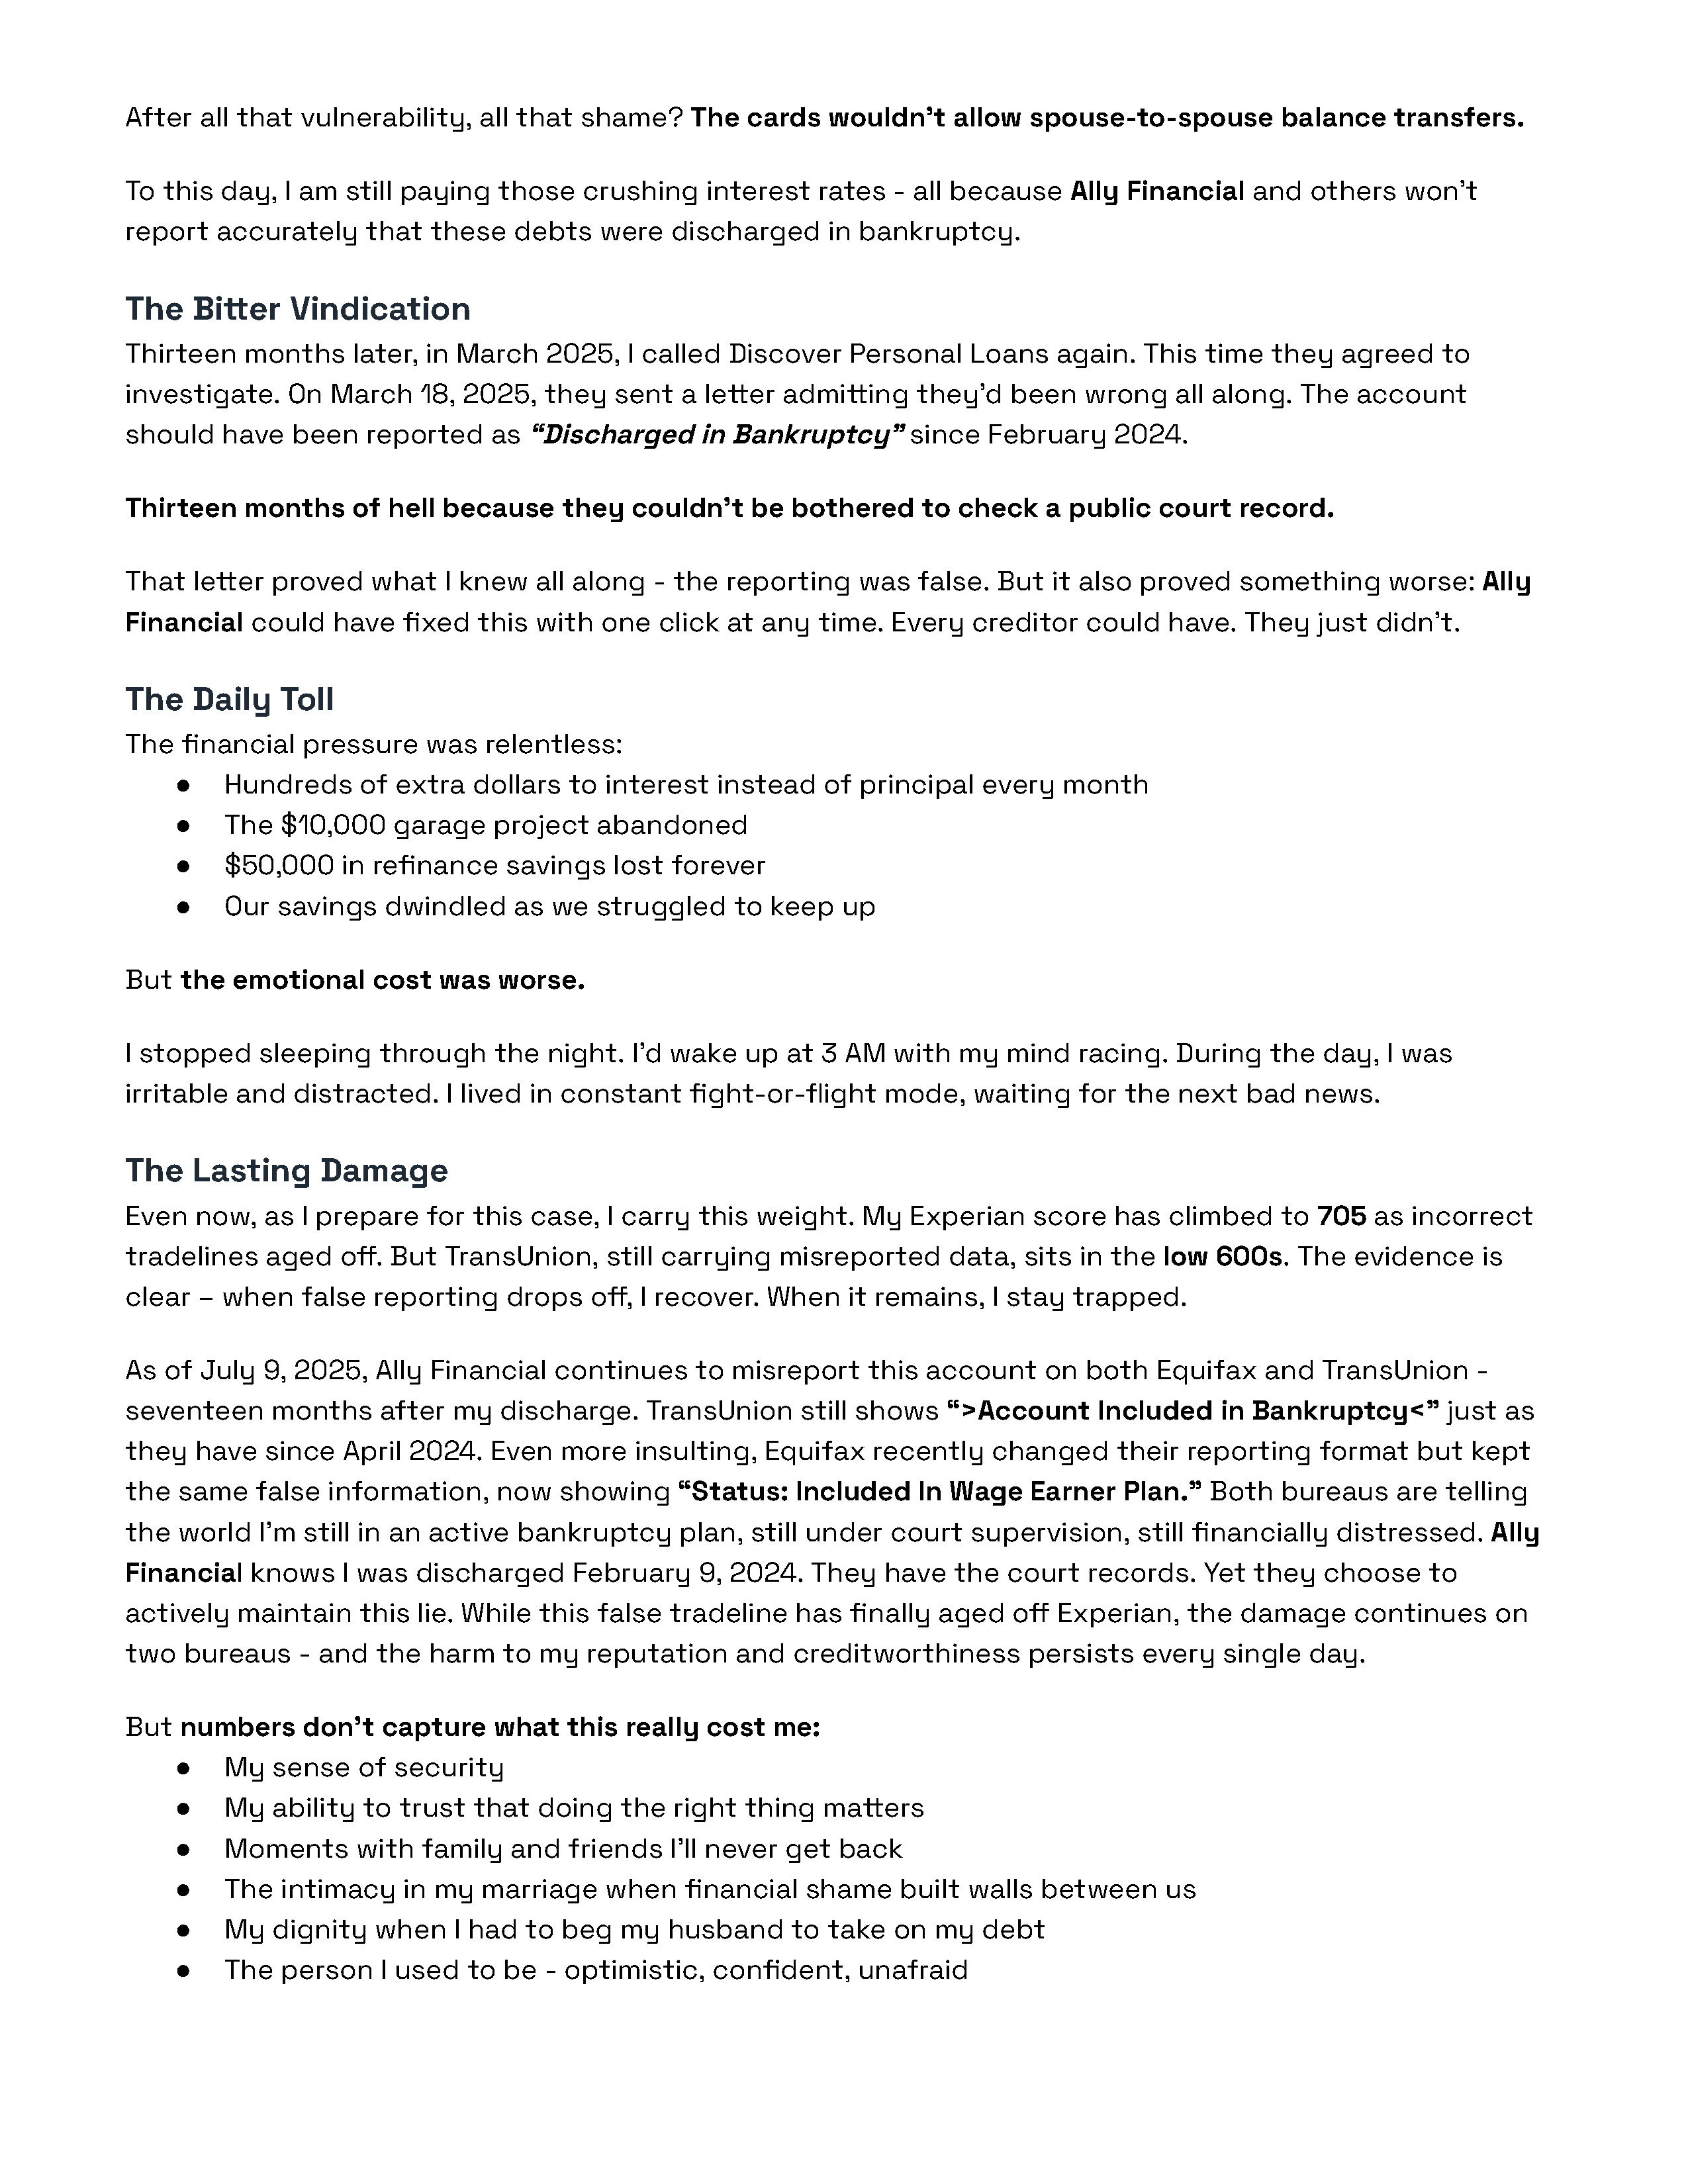 After all that vulnerability, all that shame? The cards wouldn’t allow spouse-to-spouse balance transfers.
To this day, I am still paying those crushing interest rates - all because Ally Financial and others won’t
report accurately that these debts were discharged in bankruptcy.
The Bitter Vindication
Thirteen months later, in March 2025, I called Discover Personal Loans again. This time they agreed to
investigate. On March 18, 2025, they sent a letter admitting they’d been wrong all along. The account
should have been reported as “Discharged in Bankruptcy” since February 2024.
Thirteen months of hell because they couldn’t be bothered to check a public court record.
That letter proved what I knew all along - the reporting was false. But it also proved something worse: Ally
Financial could have fixed this with one click at any time. Every creditor could have. They just didn’t.
The Daily Toll
The financial pressure was relentless:
● Hundreds of extra dollars to interest instead of principal every month
● The $10,000 garage project abandoned
● $50,000 in refinance savings lost forever
● Our savings dwindled as we struggled to keep up
But the emotional cost was worse.
I stopped sleeping through the night. I’d wake up at 3 AM with my mind racing. During the day, I was
irritable and distracted. I lived in constant fight-or-flight mode, waiting for the next bad news.
The Lasting Damage
Even now, as I prepare for this case, I carry this weight. My Experian score has climbed to 705 as incorrect
tradelines aged off. But TransUnion, still carrying misreported data, sits in the low 600s. The evidence is
clear – when false reporting drops off, I recover. When it remains, I stay trapped.
As of July 9, 2025, Ally Financial continues to misreport this account on both Equifax and TransUnion -
seventeen months after my discharge. TransUnion still shows “>Account Included in Bankruptcy<” just as
they have since April 2024. Even more insulting, Equifax recently changed their reporting format but kept
the same false information, now showing “Status: Included In Wage Earner Plan.” Both bureaus are telling
the world I’m still in an active bankruptcy plan, still under court supervision, still financially distressed. Ally
Financial knows I was discharged February 9, 2024. They have the court records. Yet they choose to
actively maintain this lie. While this false tradeline has finally aged off Experian, the damage continues on
two bureaus - and the harm to my reputation and creditworthiness persists every single day.
But numbers don’t capture what this really cost me:
● My sense of security
● My ability to trust that doing the right thing matters
● Moments with family and friends I’ll never get back
● The intimacy in my marriage when financial shame built walls between us
● My dignity when I had to beg my husband to take on my debt
● The person I used to be - optimistic, confident, unafraid